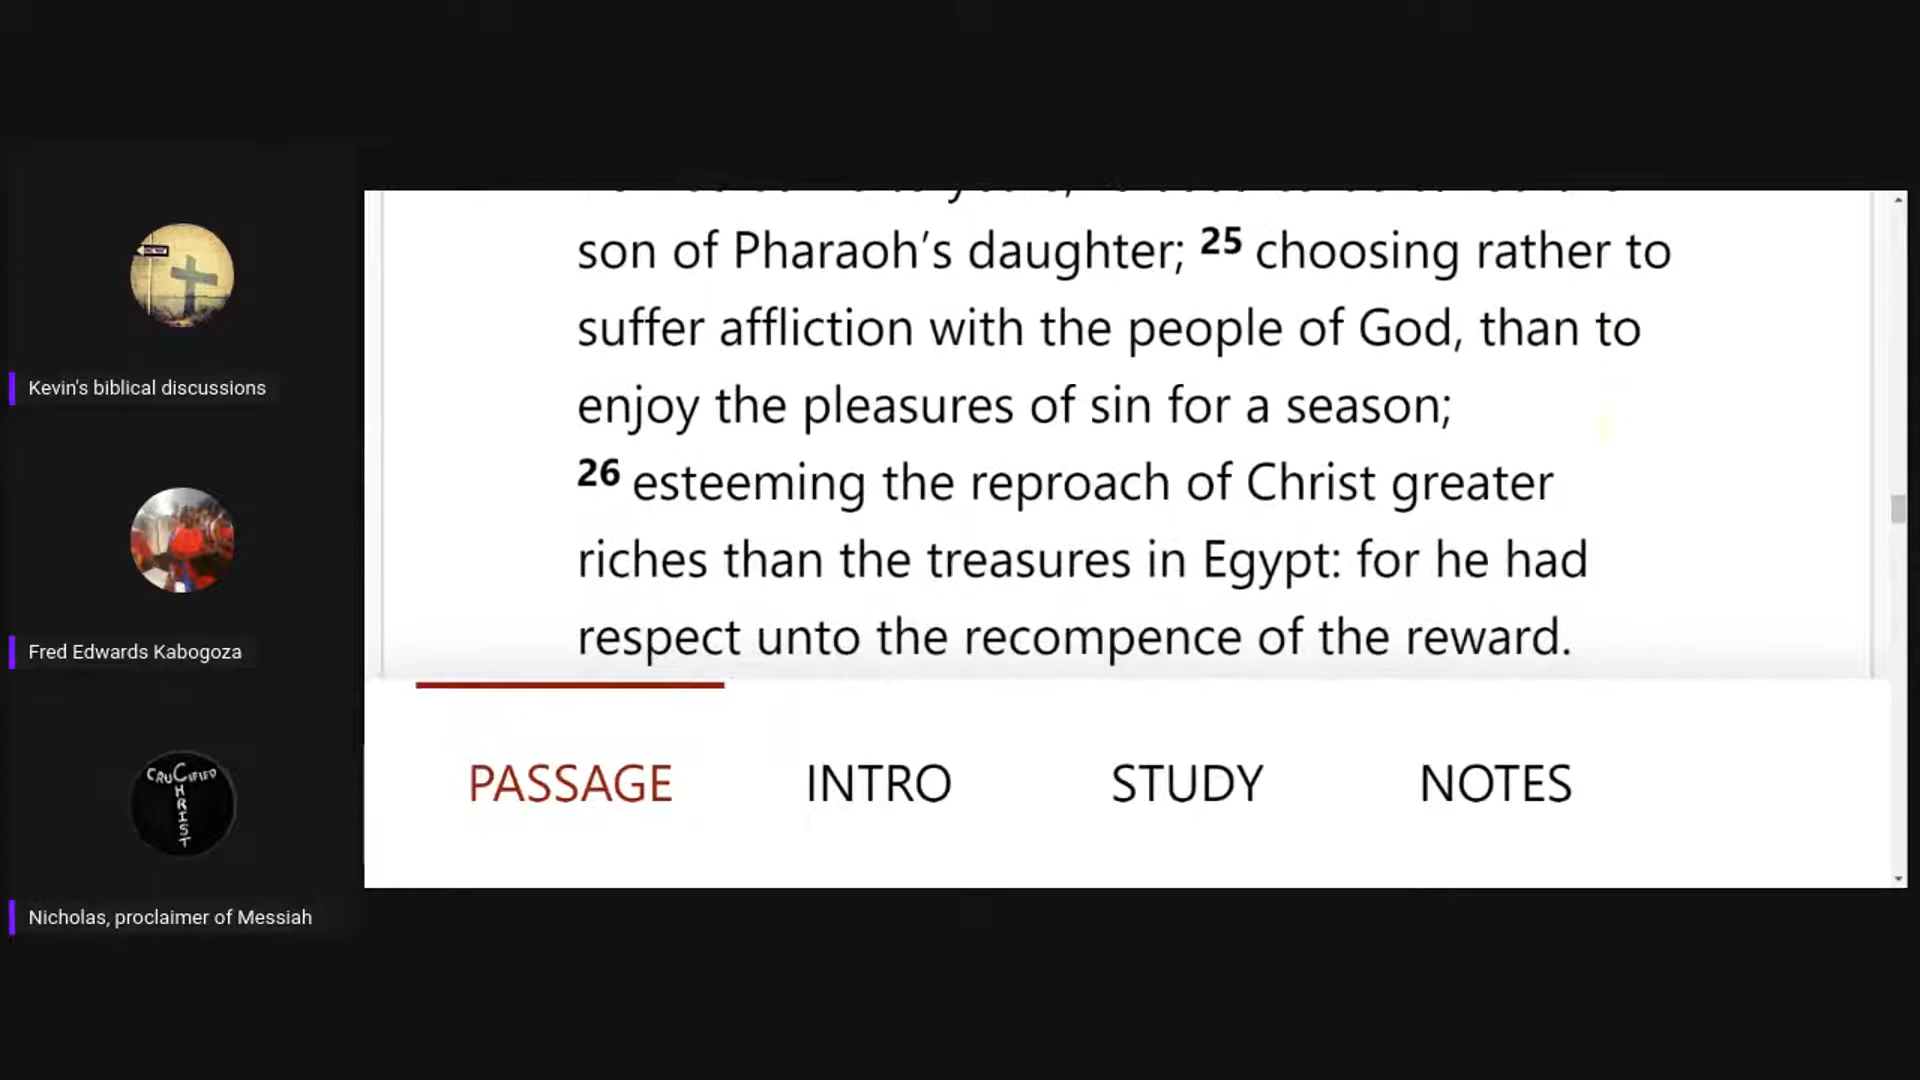 Kevin's biblical discussions
Fred Edwards Kabogoza
CRUCIFIED
CHRIST
Nicholas, proclaimer of Messiah
son of Pharaoh’s daughter; 25 choosing rather to
suffer affliction with the people of God, than to
enjoy the pleasures of sin for a season;
26 esteeming the reproach of Christ greater
riches than the treasures in Egypt: for he had
respect unto the recompence of the reward.
PASSAGE INTRO STUDY NOTES